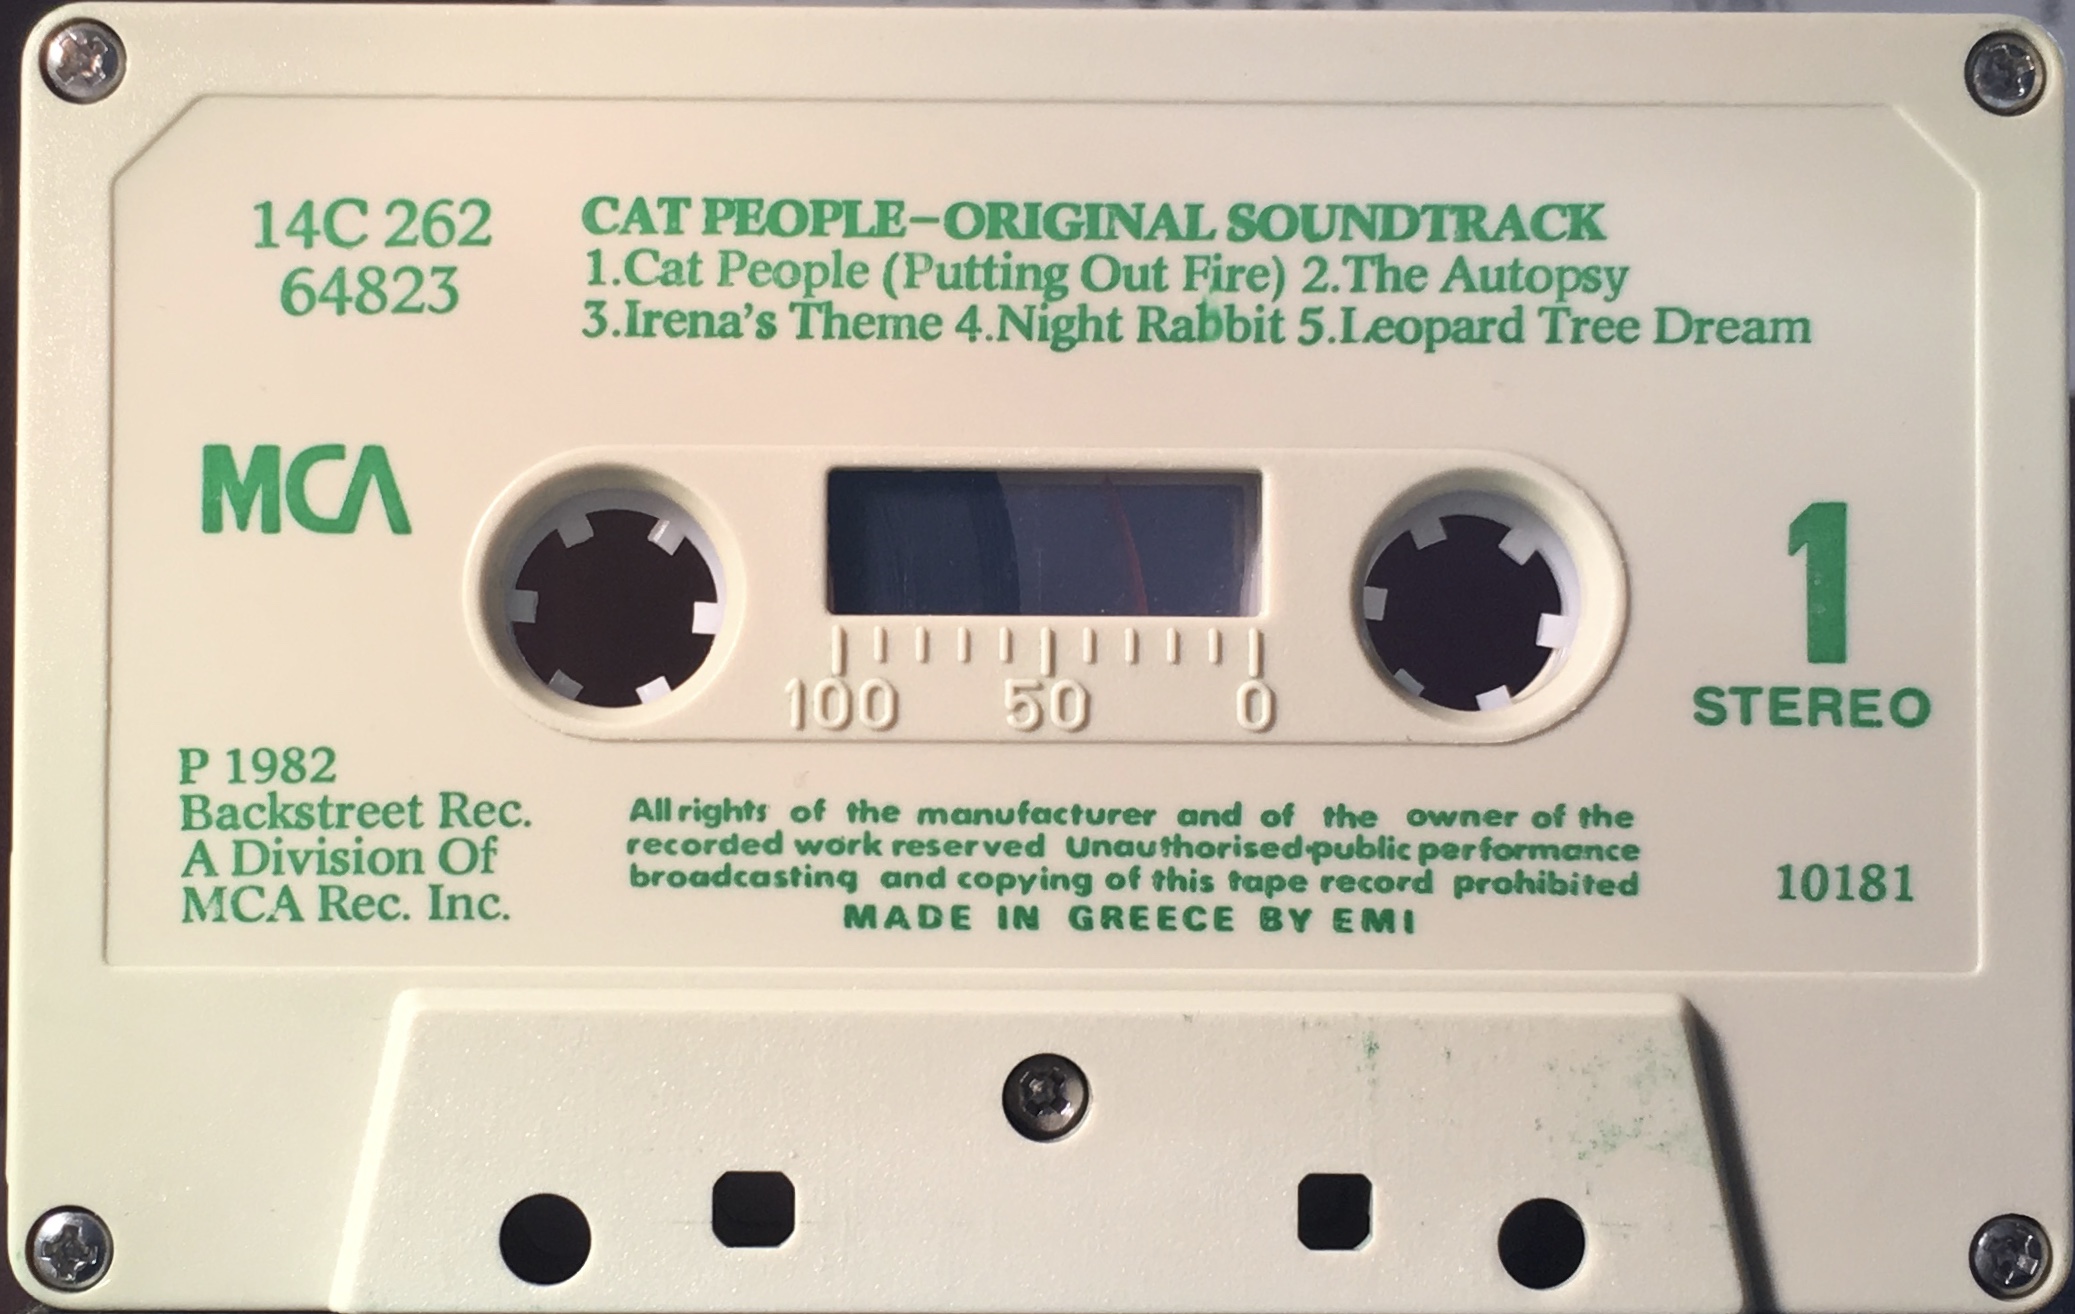 14C 262
64823
CAT PEOPLE–ORIGINAL SOUNDTRACK
1.Cat People (Putting Out Fire) 2.The Autopsy
3.Irena's Theme 4.Night Rabbit 5.Leopard Tree Dream
MCA
100 50 0
1
STEREO
P 1982
Backstreet Rec.
A Division Of
MCA Rec. Inc.
All rights of the manufacturer and of the owner of the
recorded work reserved Unauthorised public performance
broadcasting and copying of this tape record prohibited
MADE IN GREECE BY EMI
10181